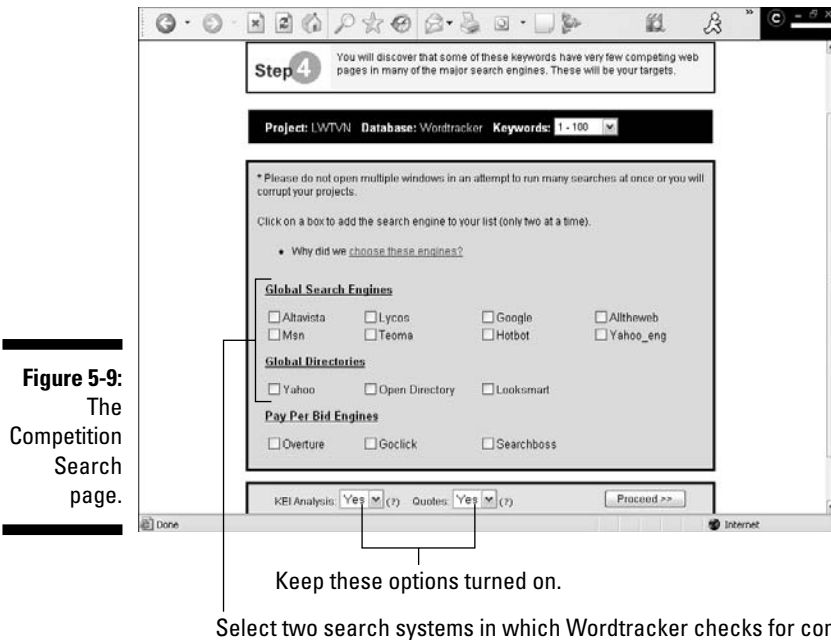 Step 4
You will discover that some of these keywords have very few competing web
pages in many of the major search engines. These will be your targets.
Project: LWTVN Database: Wordtracker Keywords: 1 - 100
* Please do not open multiple windows in an attempt to run many searches at once or you will
corrupt your projects.
Click on a box to add the search engine to your list (only two at a time).
• Why did we choose these engines?
Global Search Engines
Altavista Lycos Google Alltheweb
Msn Teoma Hotbot Yahoo_eng
Global Directories
Yahoo Open Directory Looksmart
Pay Per Bid Engines
Overture Goclick Searchboss
KEI Analysis: Yes (?) Quotes: Yes (?) Proceed >>
Done Internet
Figure 5-9:
The
Competition
Search
page.
Keep these options turned on.
Select two search systems in which Wordtracker checks for